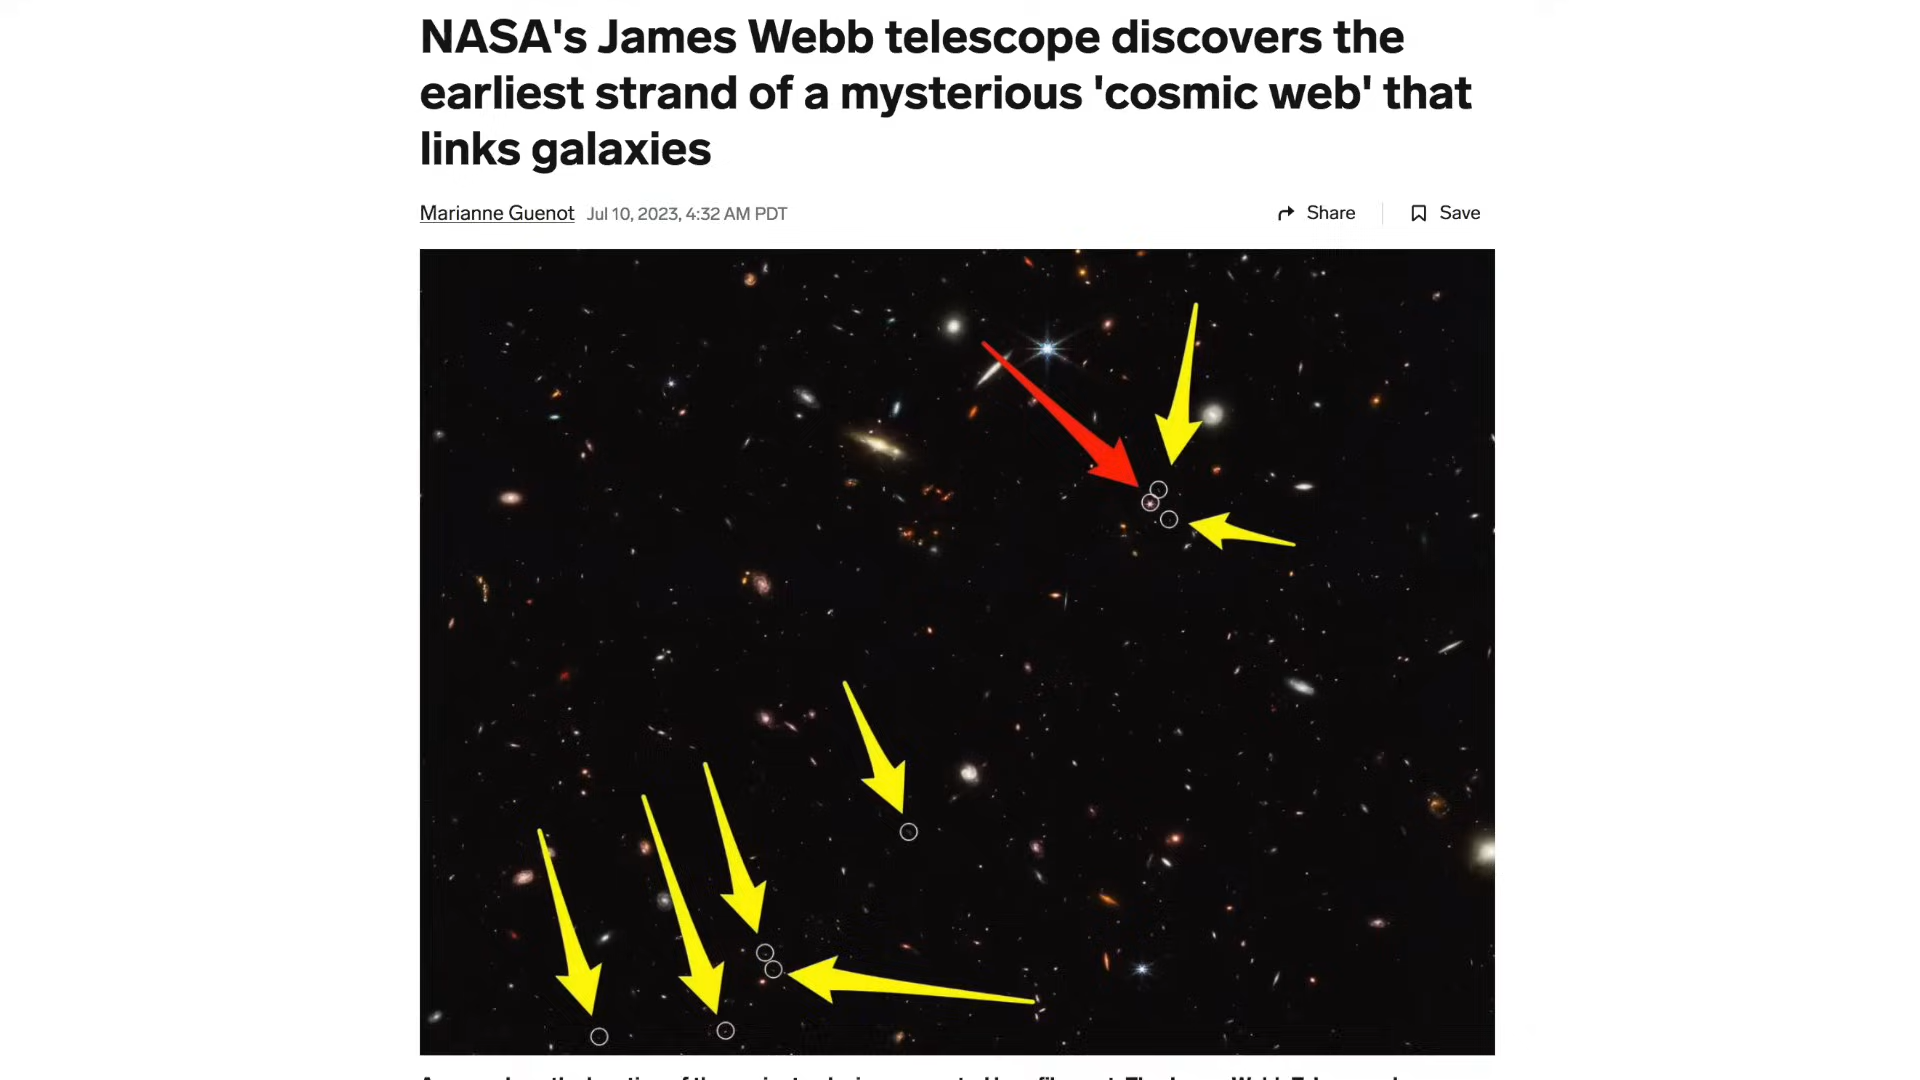 NASA's James Webb telescope discovers the
earliest strand of a mysterious 'cosmic web' that
links galaxies
Marianne Guenot Jul 10, 2023, 4:32 AM PDT Share Save